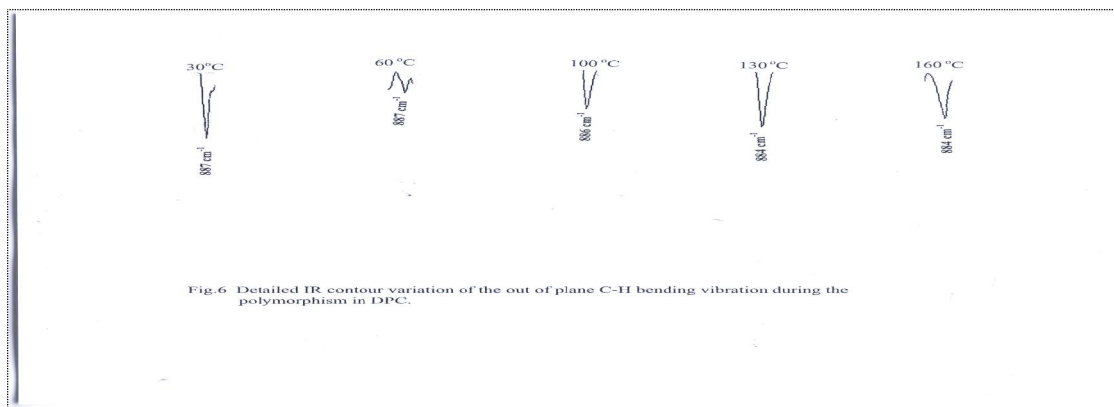 30°C
60 °C
100 °C
130 °C
160 °C
887 cm⁻¹
887 cm⁻¹
886 cm⁻¹
884 cm⁻¹
884 cm⁻¹
Fig.6 Detailed IR contour variation of the out of plane C-H bending vibration during the
polymorphism in DPC.